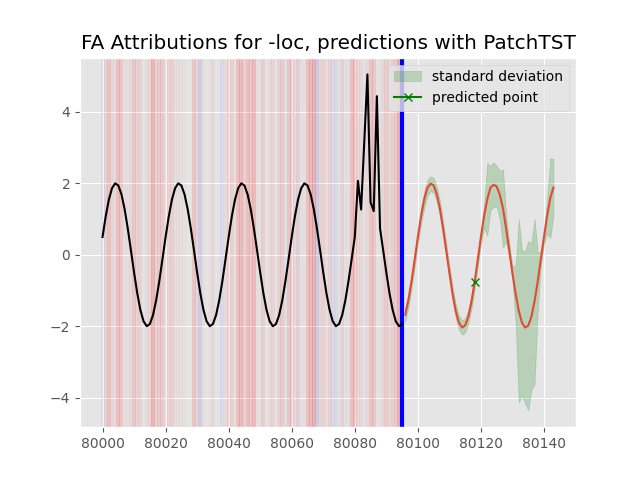 FA Attributions for -loc, predictions with PatchTST
standard deviation
predicted point
4
2
0
−2
−4
80000 80020 80040 80060 80080 80100 80120 80140